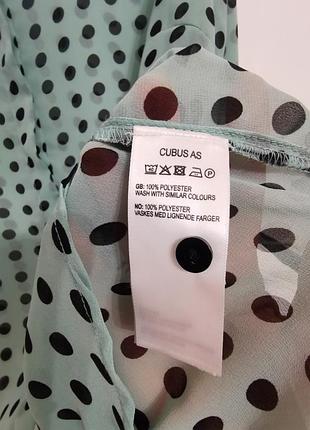 CUBUS AS
GB: 100% POLYESTER
WASH WITH SIMILAR COLOURS
NO: 100% POLYESTER
VASKES MED LIGNENDE FARGER